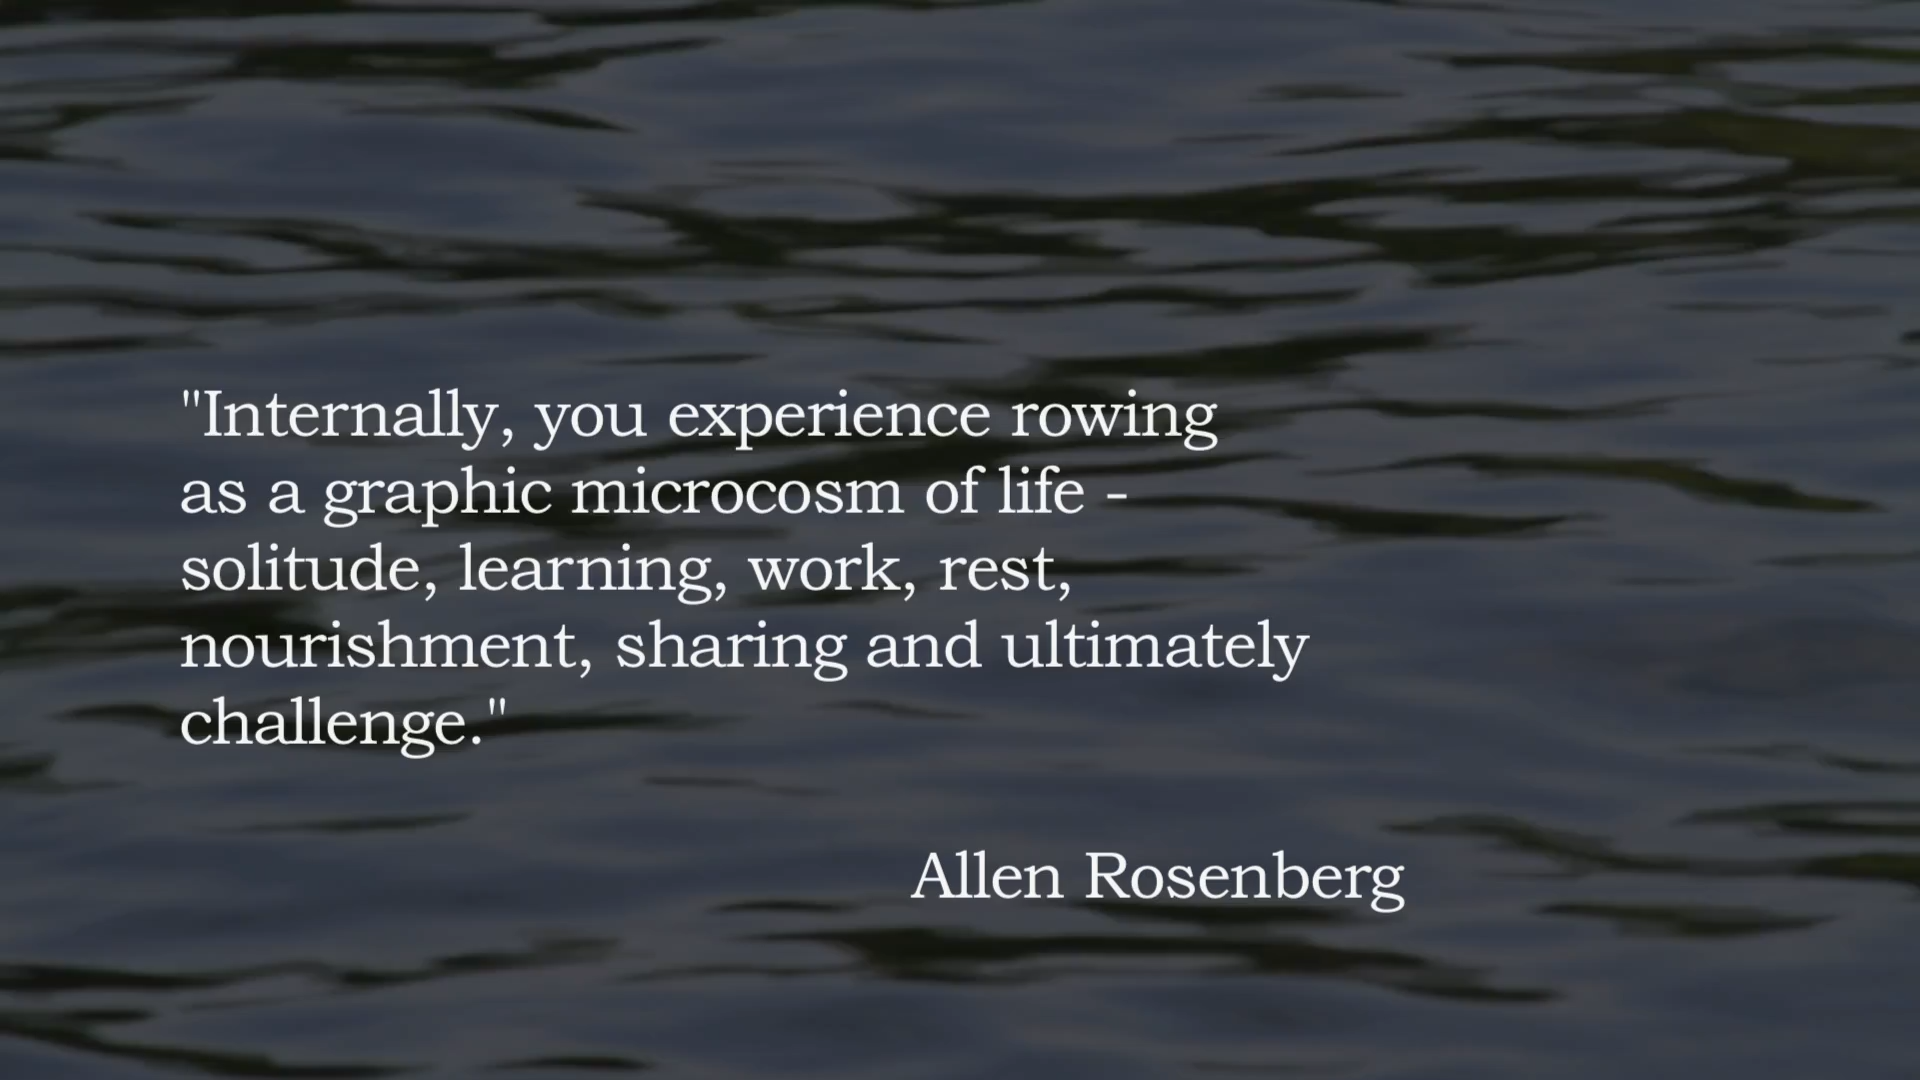 "Internally, you experience rowing
as a graphic microcosm of life -
solitude, learning, work, rest,
nourishment, sharing and ultimately
challenge."
Allen Rosenberg